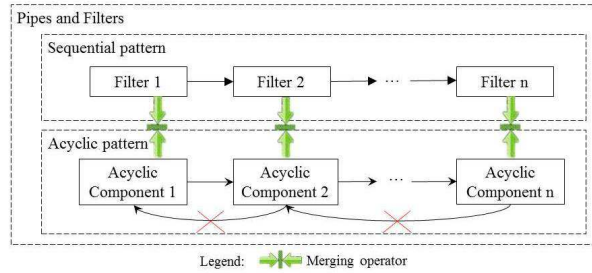 Pipes and Filters
Sequential pattern
Filter 1
Filter 2
...
Filter n
Acyclic pattern
Acyclic
Component 1
Acyclic
Component 2
...
Acyclic
Component n
Legend:
Merging operator